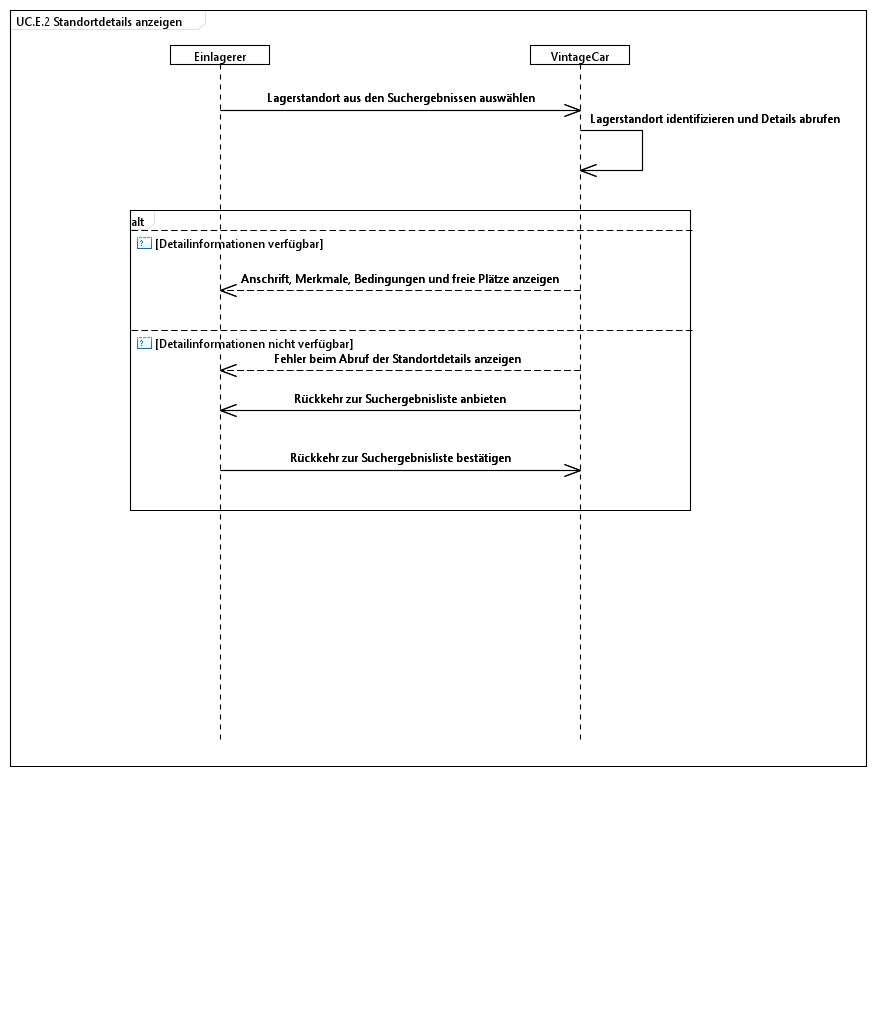 UC.E.2 Standortdetails anzeigen
Einlagerer
VintageCar
Lagerstandort aus den Suchergebnissen auswählen
Lagerstandort identifizieren und Details abrufen
alt
? [Detailinformationen verfügbar]
Anschrift, Merkmale, Bedingungen und freie Plätze anzeigen
? [Detailinformationen nicht verfügbar]
Fehler beim Abruf der Standortdetails anzeigen
Rückkehr zur Suchergebnisliste anbieten
Rückkehr zur Suchergebnisliste bestätigen